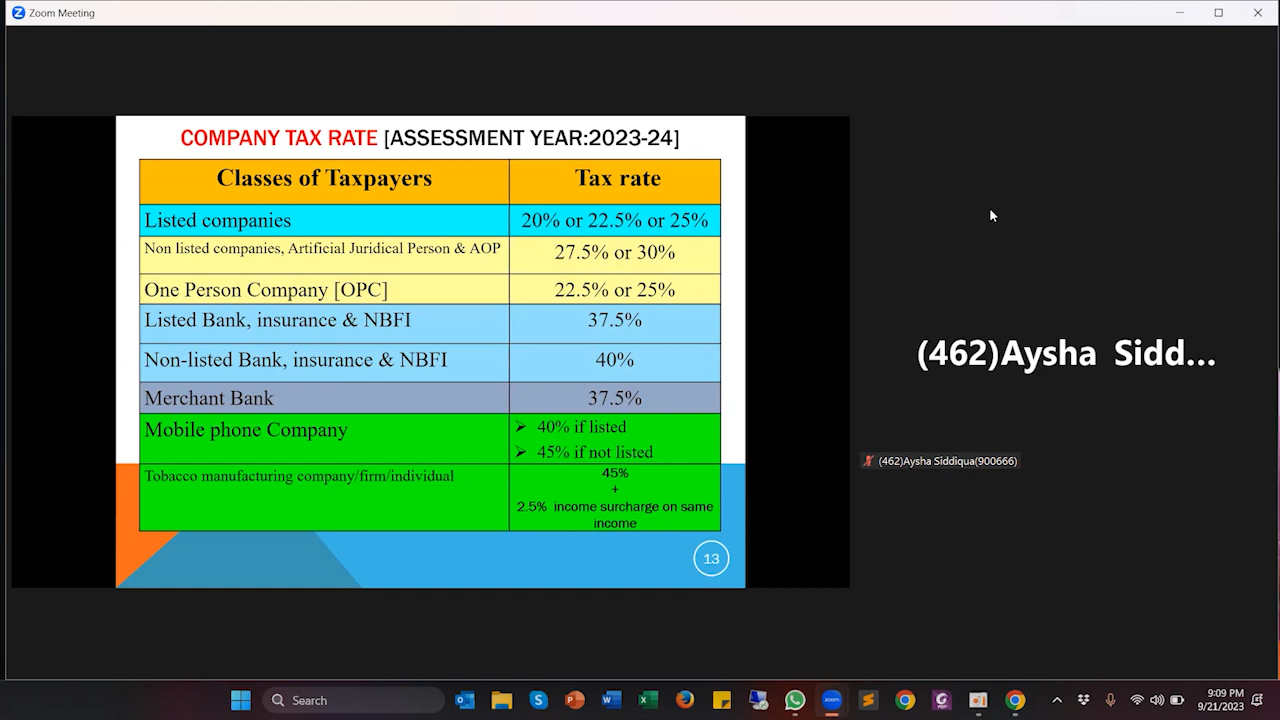 Zoom Meeting
COMPANY TAX RATE [ASSESSMENT YEAR:2023-24]
Classes of Taxpayers Tax rate
Listed companies 20% or 22.5% or 25%
Non listed companies, Artificial Juridical Person & AOP 27.5% or 30%
One Person Company [OPC] 22.5% or 25%
Listed Bank, insurance & NBFI 37.5%
Non-listed Bank, insurance & NBFI 40%
Merchant Bank 37.5%
Mobile phone Company
➢ 40% if listed
➢ 45% if not listed
Tobacco manufacturing company/firm/individual
45%
+
2.5% income surcharge on same
income
13
(462)Aysha Sidd...
(462)Aysha Siddiqua(900666)
Search
9:09 PM
9/21/2023